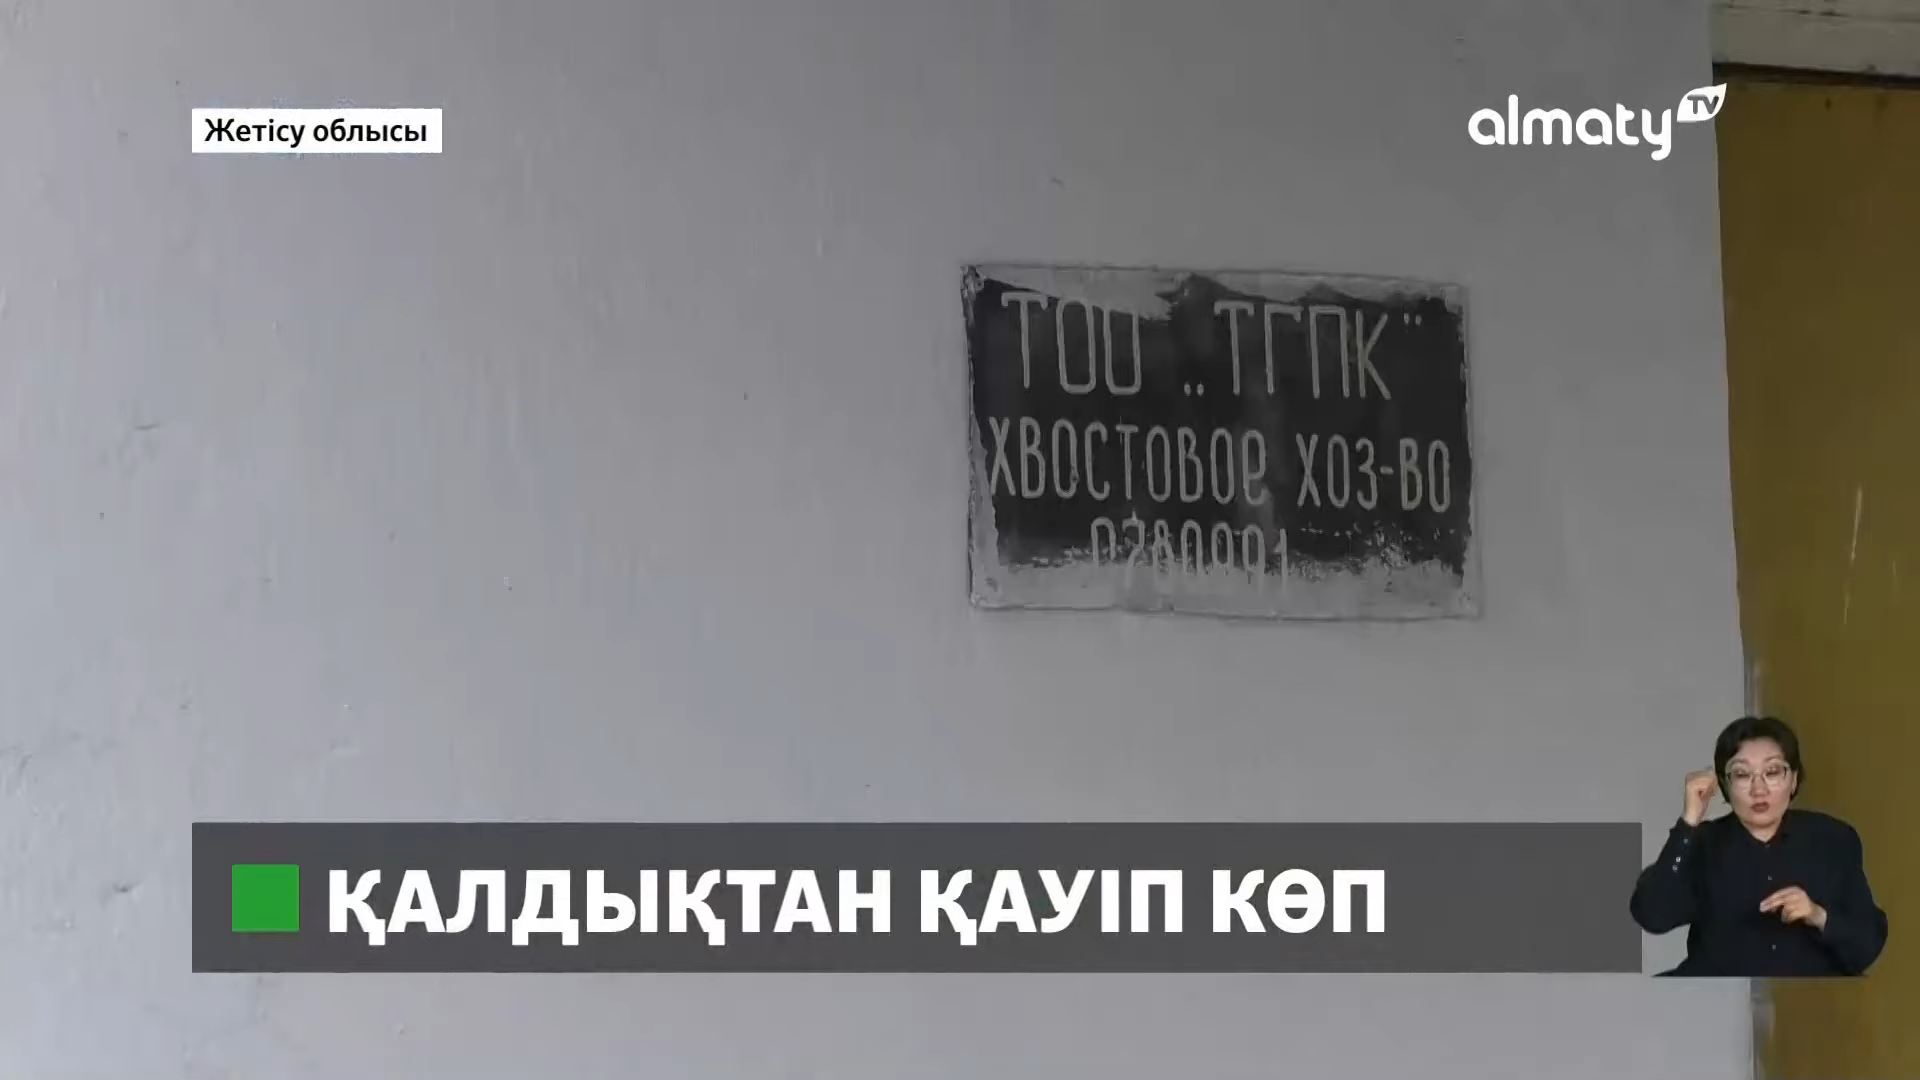 Жетісу облысы
almaty TV
ТОО „ТГПК"
ХВОСТОВОЕ ХОЗ-ВО
ҚАЛДЫҚТАН ҚАУІП КӨП